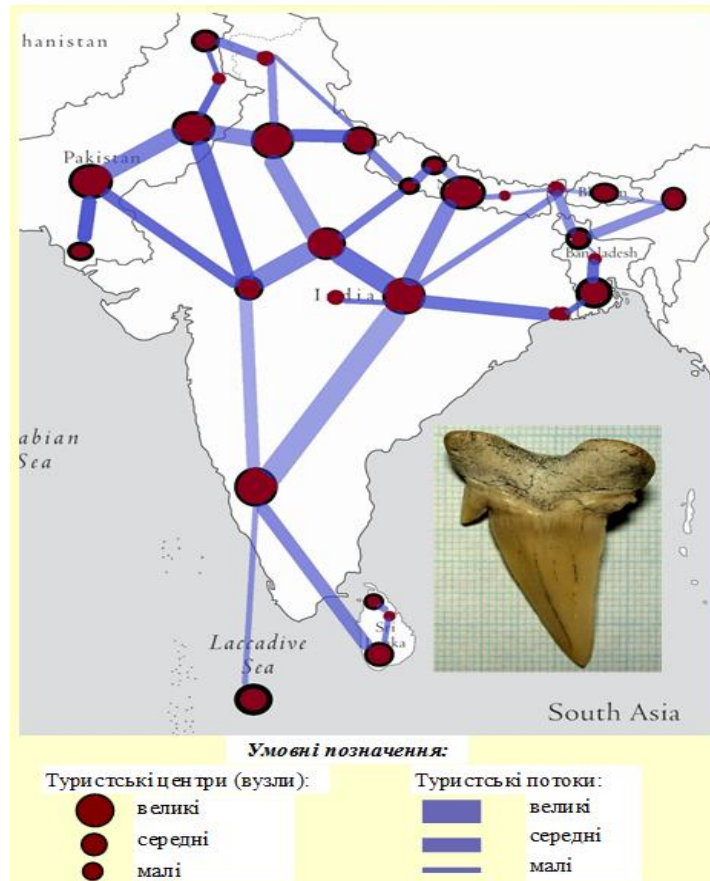 hanistan
Pakistan
Bangladesh
India
abian
Sea
Laccadive
Sea
Sri
South Asia
Умовні позначення:
Туристські центри (вузли):
великі
середні
малі
Туристські потоки:
великі
середні
малі